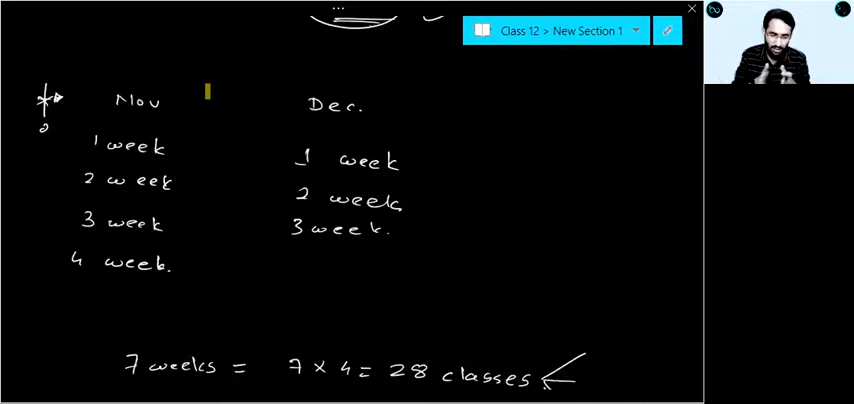 Class 12 > New Section 1
Nov
Dec.
1 week
2 week
3 week
4 week.
1 week
2 weeks
3 week.
7 weeks = 7 x 4 = 28 classes